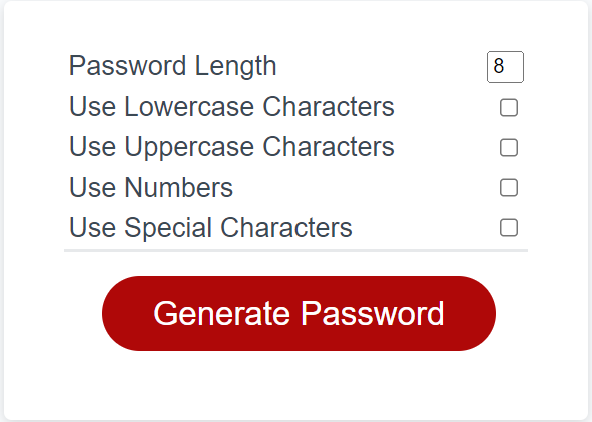 Password Length 8
Use Lowercase Characters
Use Uppercase Characters
Use Numbers
Use Special Characters
Generate Password